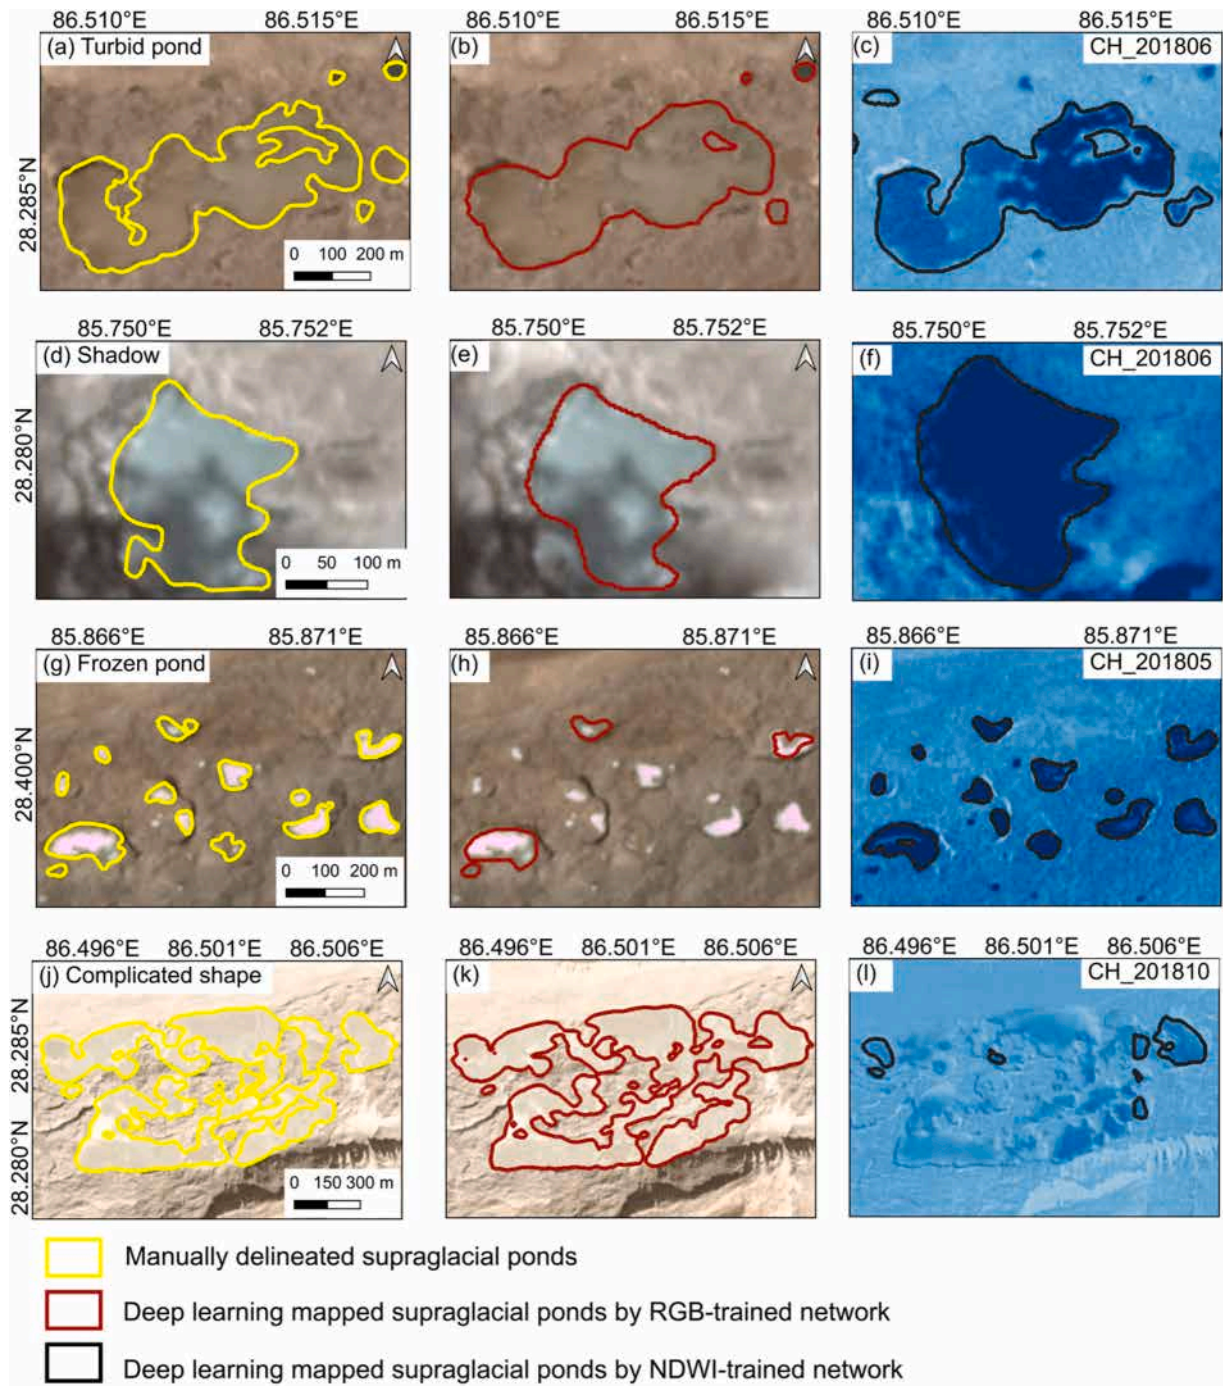 86.510°E 86.515°E 86.510°E 86.515°E 86.510°E 86.515°E
(a) Turbid pond (b) (c) CH_201806
28.285°N
0 100 200 m
85.750°E 85.752°E 85.750°E 85.752°E 85.750°E 85.752°E
(d) Shadow (e) (f) CH_201806
28.280°N
0 50 100 m
85.866°E 85.871°E 85.866°E 85.871°E 85.866°E 85.871°E
(g) Frozen pond (h) (i) CH_201805
28.400°N
0 100 200 m
86.496°E 86.501°E 86.506°E 86.496°E 86.501°E 86.506°E 86.496°E 86.501°E 86.506°E
(j) Complicated shape (k) (l) CH_201810
28.285°N
28.280°N
0 150 300 m
Manually delineated supraglacial ponds
Deep learning mapped supraglacial ponds by RGB-trained network
Deep learning mapped supraglacial ponds by NDWI-trained network